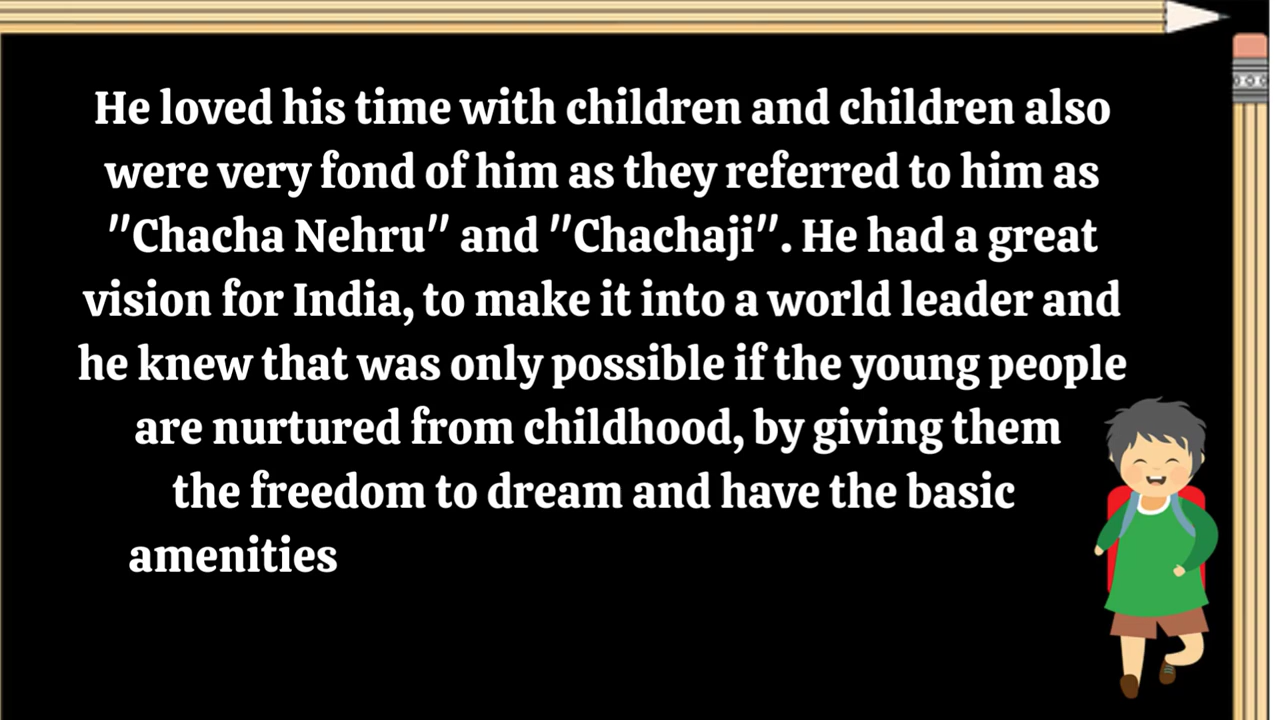 He loved his time with children and children also
were very fond of him as they referred to him as
"Chacha Nehru" and "Chachaji". He had a great
vision for India, to make it into a world leader and
he knew that was only possible if the young people
are nurtured from childhood, by giving them
the freedom to dream and have the basic
amenities